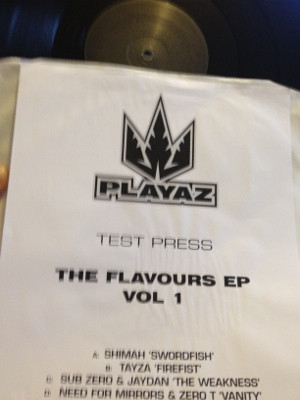 PLAYAZ
TEST PRESS
THE FLAVOURS EP
VOL 1
A: SHIMAH 'SWORDFISH'
B: TAYZA 'FIREFIST'
C: SUB ZERO & JAYDAN 'THE WEAKNESS'
D: NEED FOR MIRRORS & ZERO T 'VANITY'